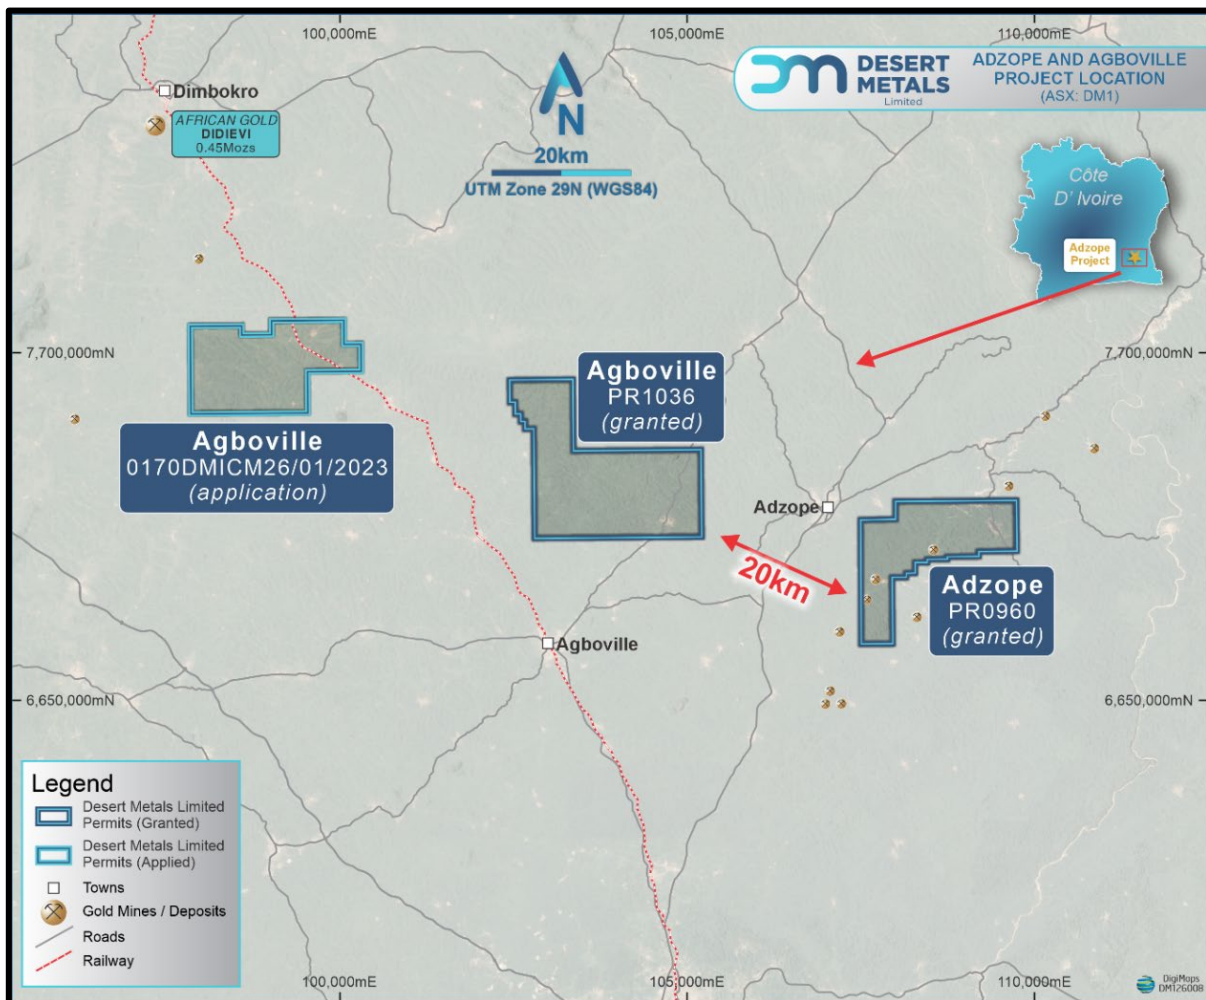 100,000mE
105,000mE
110,000mE
DM DESERT
METALS
Limited
ADZOPE AND AGBOVILLE
PROJECT LOCATION
(ASX: DM1)
Dimbokro
AFRICAN GOLD
DIDIEVI
0.45Mozs
N
20km
UTM Zone 29N (WGS84)
Côte
D' Ivoire
Adzope
Project
7,700,000mN
7,700,000mN
Agboville
PR1036
(granted)
Agboville
0170DMICM26/01/2023
(application)
Adzope
20km
Adzope
PR0960
(granted)
Agboville
6,650,000mN
6,650,000mN
Legend
Desert Metals Limited
Permits (Granted)
Desert Metals Limited
Permits (Applied)
Towns
Gold Mines / Deposits
Roads
Railway
100,000mE
105,000mE
110,000mE
DigiMaps
DM126008